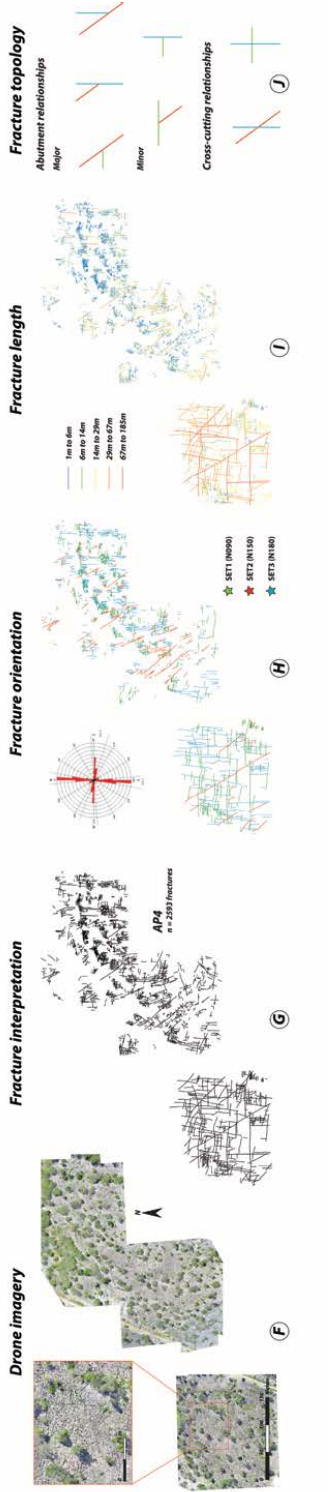 Drone imagery
N
F
Fracture interpretation
AP4
n = 2593 fractures
G
Fracture orientation
SET1 (N090)
SET2 (N150)
SET3 (N180)
H
Fracture length
1m to 6m
6m to 14m
14m to 29m
29m to 67m
67m to 185m
I
Fracture topology
Abutment relationships
Major
Minor
Cross-cutting relationships
J